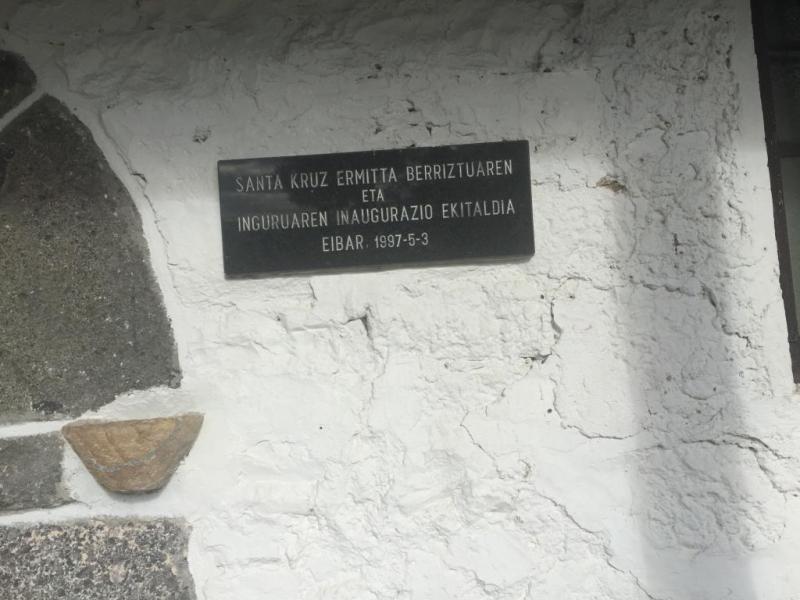 SANTA KRUZ ERMITTA BERRIZTUAREN
ETA
INGURUAREN INAUGURAZIO EKITALDIA
EIBAR, 1997-5-3